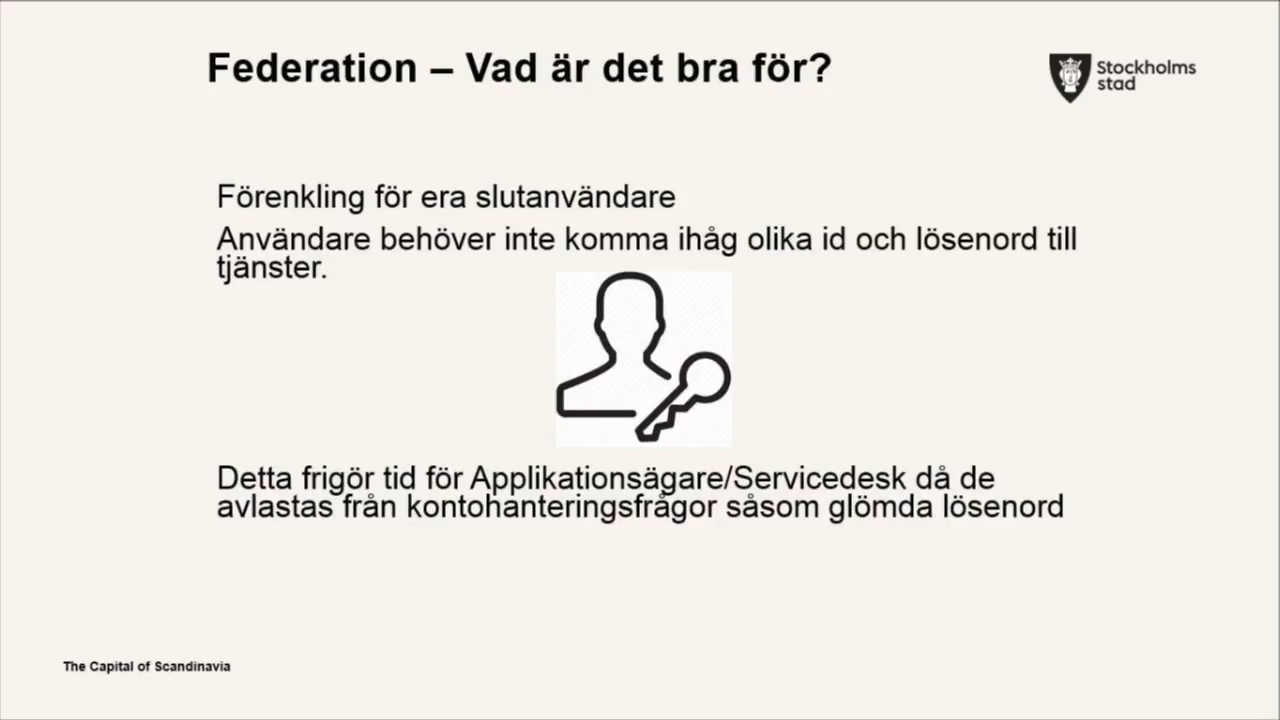 Federation – Vad är det bra för?
Stockholms
stad
Förenkling för era slutanvändare
Användare behöver inte komma ihåg olika id och lösenord till
tjänster.
Detta frigör tid för Applikationsägare/Servicedesk då de
avlastas från kontohanteringsfrågor såsom glömda lösenord
The Capital of Scandinavia